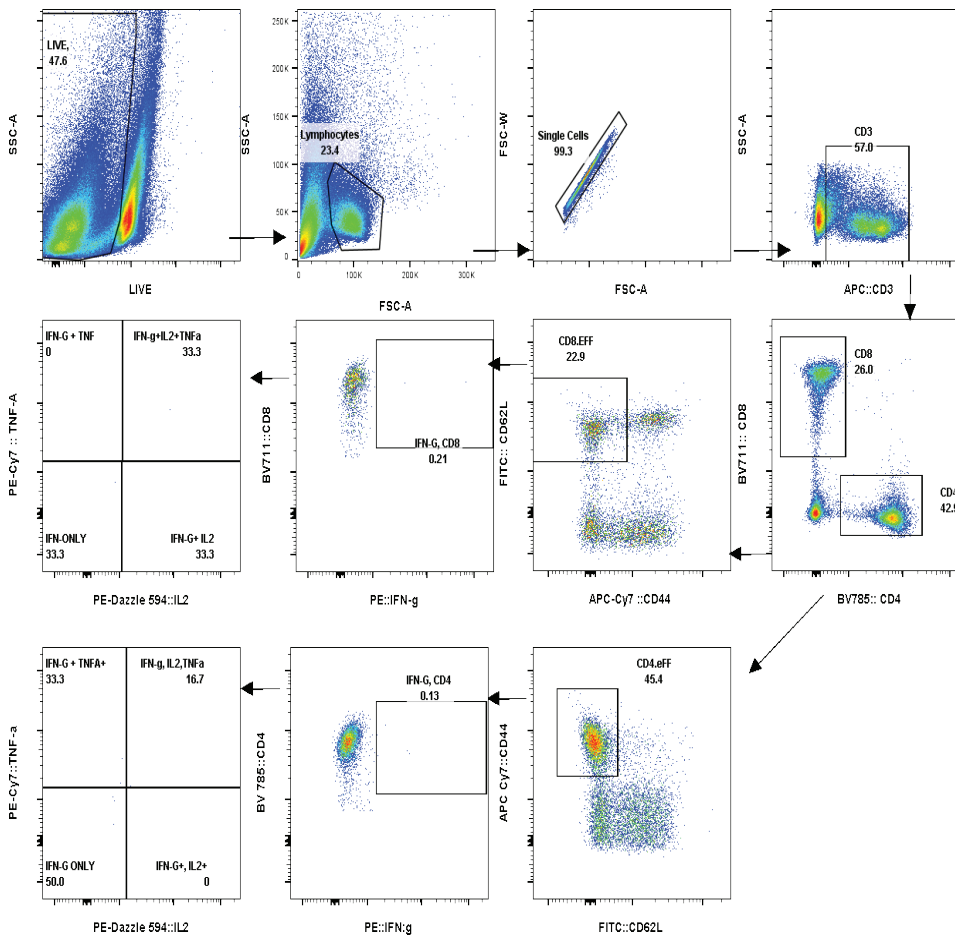 LIVE,
47.6
SSC-A
LIVE
250K
200K
150K
100K
50K
0
Lymphocytes
23.4
SSC-A
0
100K
200K
300K
FSC-A
Single Cells
99.3
FSC-W
FSC-A
CD3
57.0
SSC-A
APC::CD3
IFN-G + TNF
0
IFN-g+IL2+TNFa
33.3
IFN-ONLY
33.3
IFN-G+ IL2
33.3
PE-Cy7 :: TNF-A
PE-Dazzle 594::IL2
IFN-G, CD8
0.21
BV711::CD8
PE::IFN-g
CD8.EFF
22.9
FITC:: CD62L
APC-Cy7 ::CD44
CD8
26.0
CD4
42.9
BV711:: CD8
BV785:: CD4
IFN-G + TNFA+
33.3
IFN-g, IL2,TNFa
16.7
IFN-G ONLY
50.0
IFN-G+, IL2+
0
PE-Cy7::TNF-a
PE-Dazzle 594::IL2
IFN-G, CD4
0.13
BV 785::CD4
PE::IFN:g
CD4.eFF
45.4
APC Cy7::CD44
FITC::CD62L